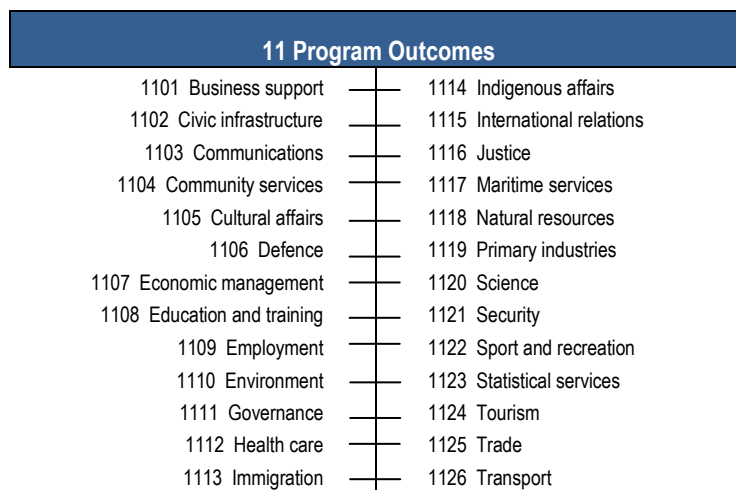 11 Program Outcomes
1101 Business support
1102 Civic infrastructure
1103 Communications
1104 Community services
1105 Cultural affairs
1106 Defence
1107 Economic management
1108 Education and training
1109 Employment
1110 Environment
1111 Governance
1112 Health care
1113 Immigration
1114 Indigenous affairs
1115 International relations
1116 Justice
1117 Maritime services
1118 Natural resources
1119 Primary industries
1120 Science
1121 Security
1122 Sport and recreation
1123 Statistical services
1124 Tourism
1125 Trade
1126 Transport